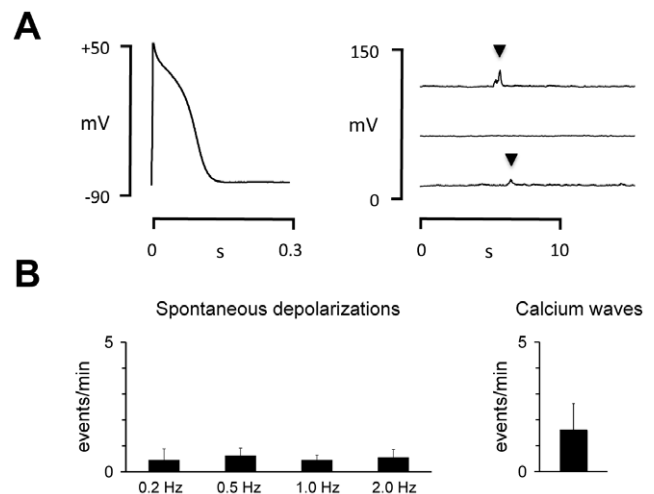 A
+50
mV
-90
0 s 0.3
150
mV
0
0 s 10
B
Spontaneous depolarizations
5
events/min
0
0.2 Hz 0.5 Hz 1.0 Hz 2.0 Hz
Calcium waves
5
events/min
0